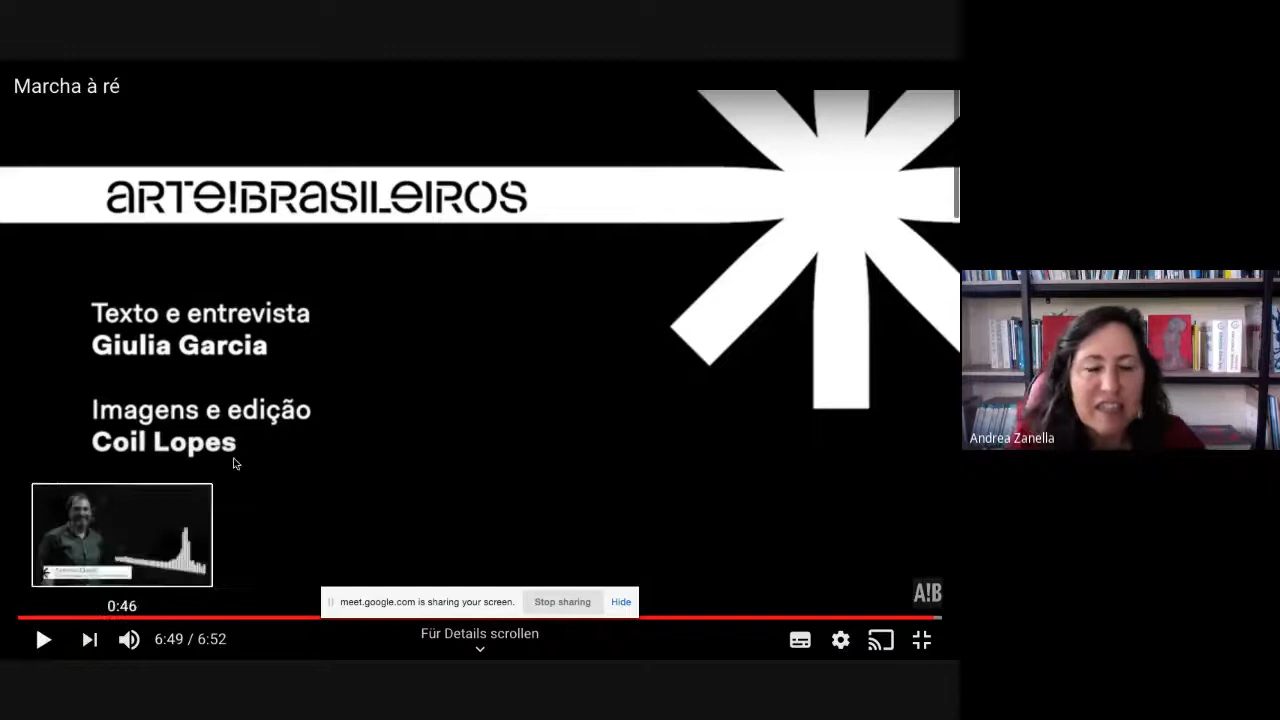 Marcha à ré
arte!brasileiros
Texto e entrevista
Giulia Garcia
Imagens e edição
Coil Lopes
Andrea Zanella
0:46
meet.google.com is sharing your screen. Stop sharing Hide
A!B
6:49 / 6:52
Für Details scrollen